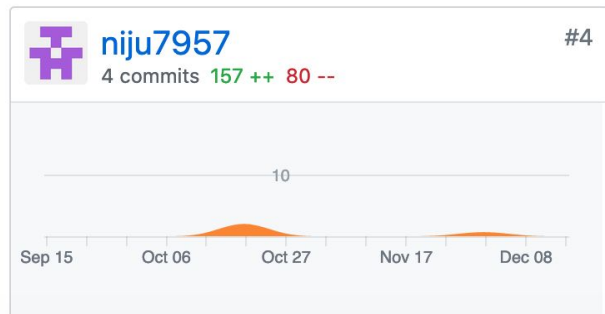 niju7957
#4
4 commits 157 ++ 80 --
10
Sep 15 Oct 06 Oct 27 Nov 17 Dec 08